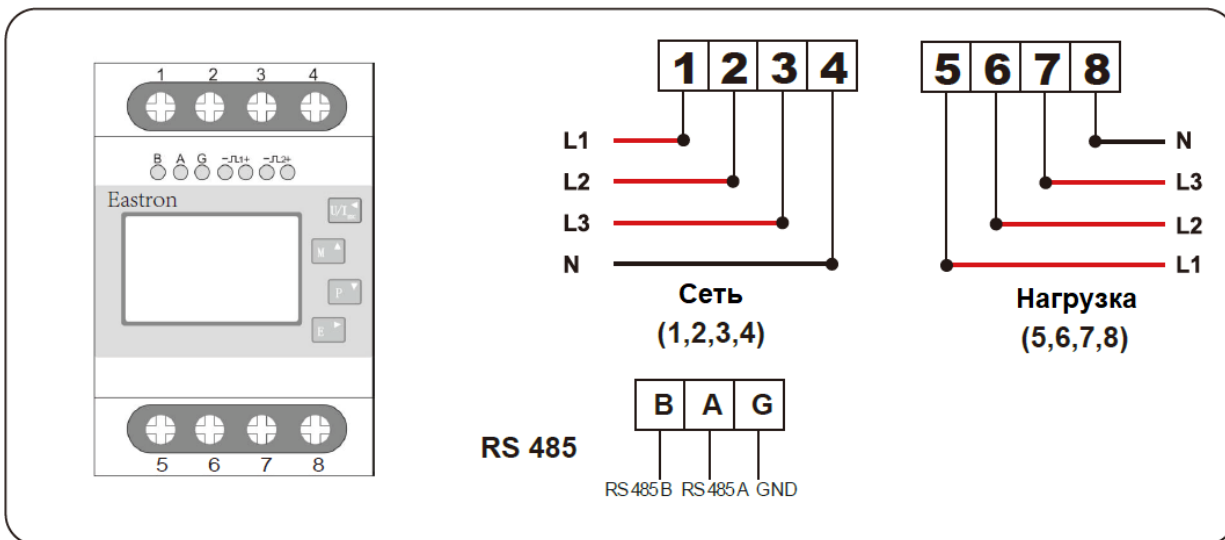 1 2 3 4
B A G -⎍1+ -⎍2+
Eastron
U/I
M
P
E
5 6 7 8
1 2 3 4
L1
L2
L3
N
Сеть
(1,2,3,4)
5 6 7 8
N
L3
L2
L1
Нагрузка
(5,6,7,8)
RS 485
B A G
RS485B RS485A GND